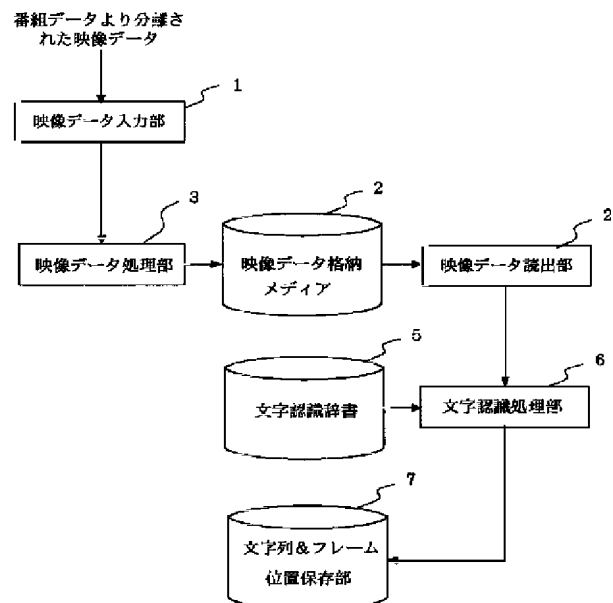 番組データより分離さ
れた映像データ
1
映像データ入力部
3
映像データ処理部
2
映像データ格納
メディア
2
映像データ読出部
5
文字認識辞書
6
文字認識処理部
7
文字列&フレーム
位置保存部